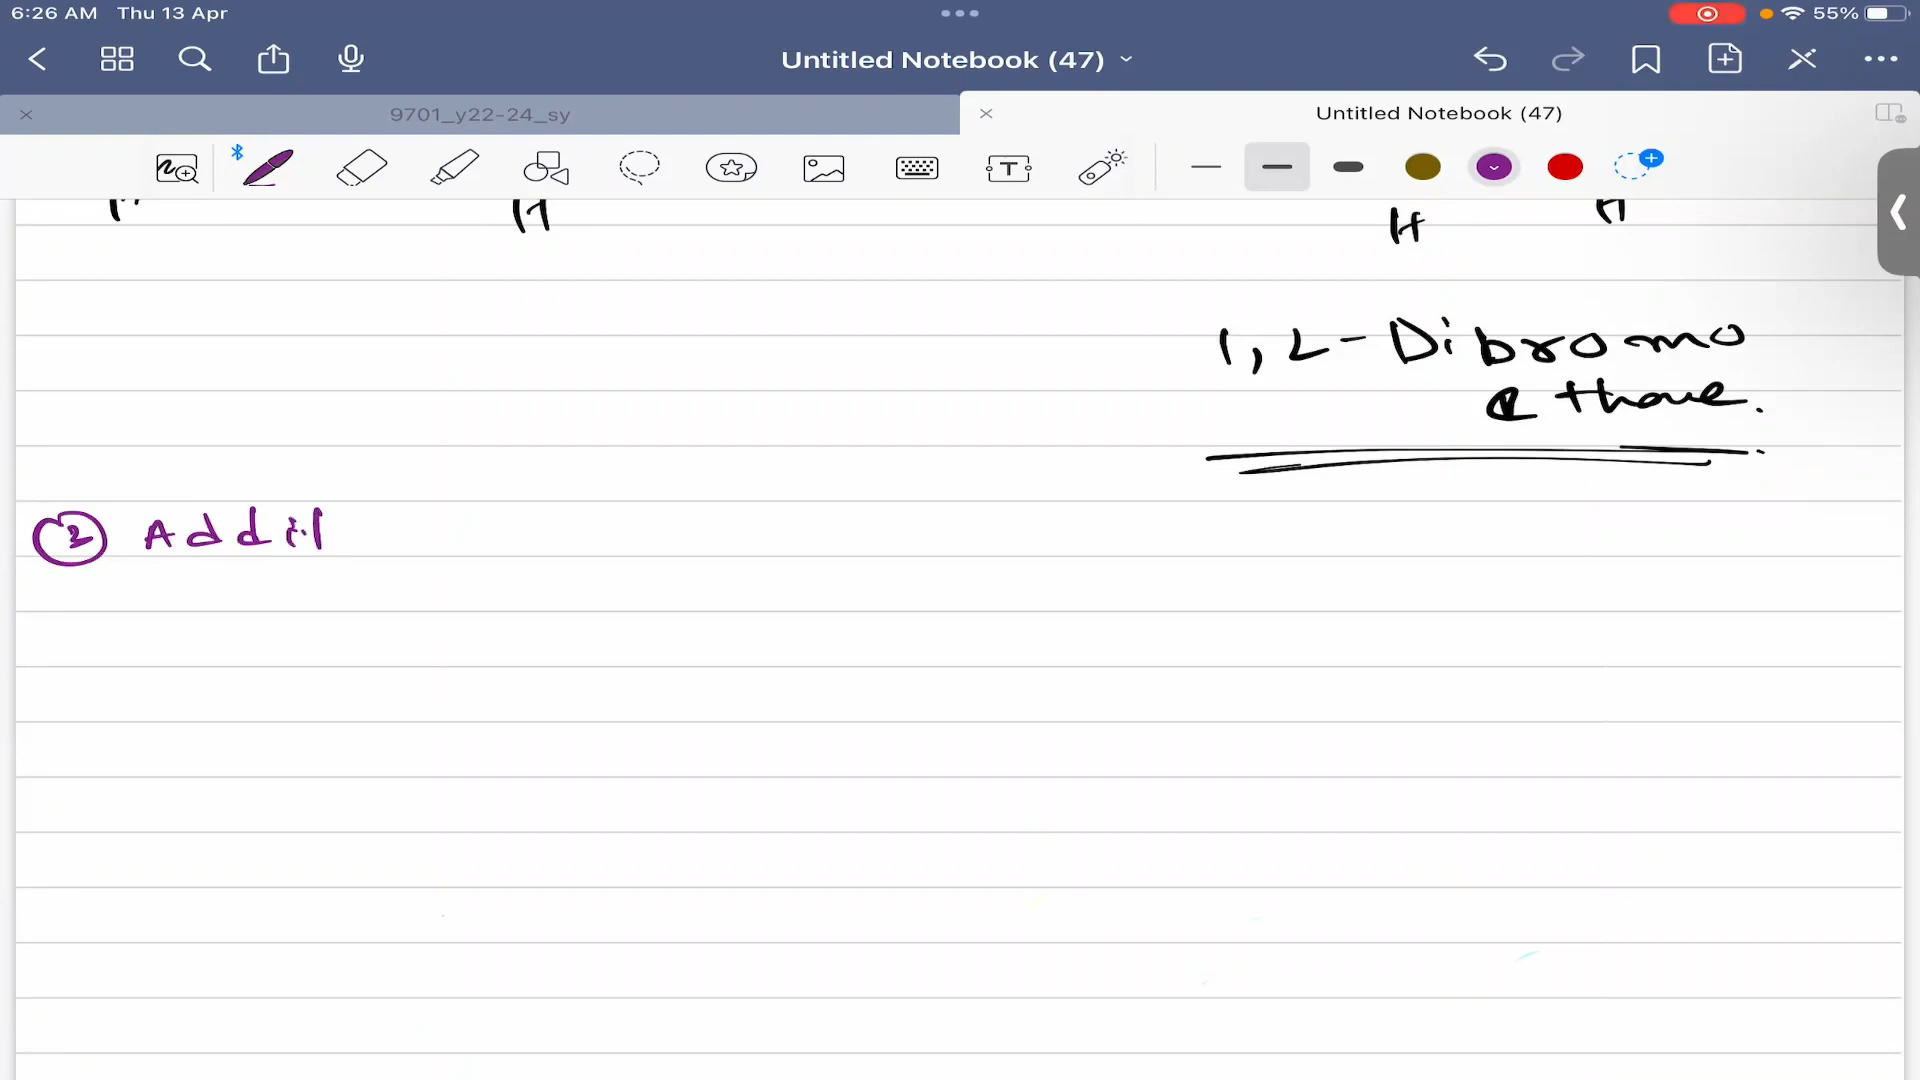 6:26 AM Thu 13 Apr
55%
Untitled Notebook (47)
9701_y22-24_sy
Untitled Notebook (47)
T
H
H
H
1, 2 - Dibromo
ethane.
② Addit